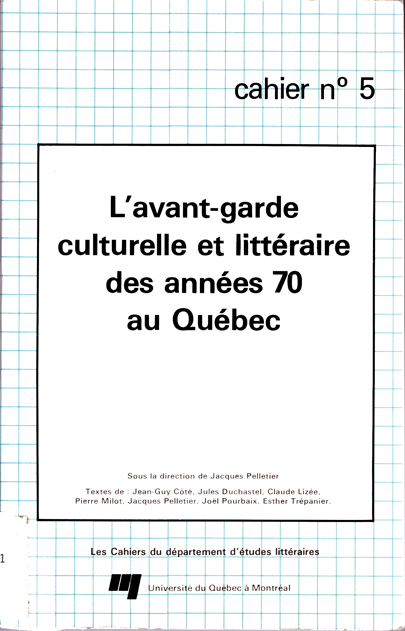 cahier nº 5
L'avant-garde
culturelle et littéraire
des années 70
au Québec
Sous la direction de Jacques Pelletier
Textes de : Jean-Guy Côté, Jules Duchastel, Claude Lizée,
Pierre Milot, Jacques Pelletier, Joël Pourbaix, Esther Trépanier.
1
Les Cahiers du département d'études littéraires
Université du Québec à Montréal